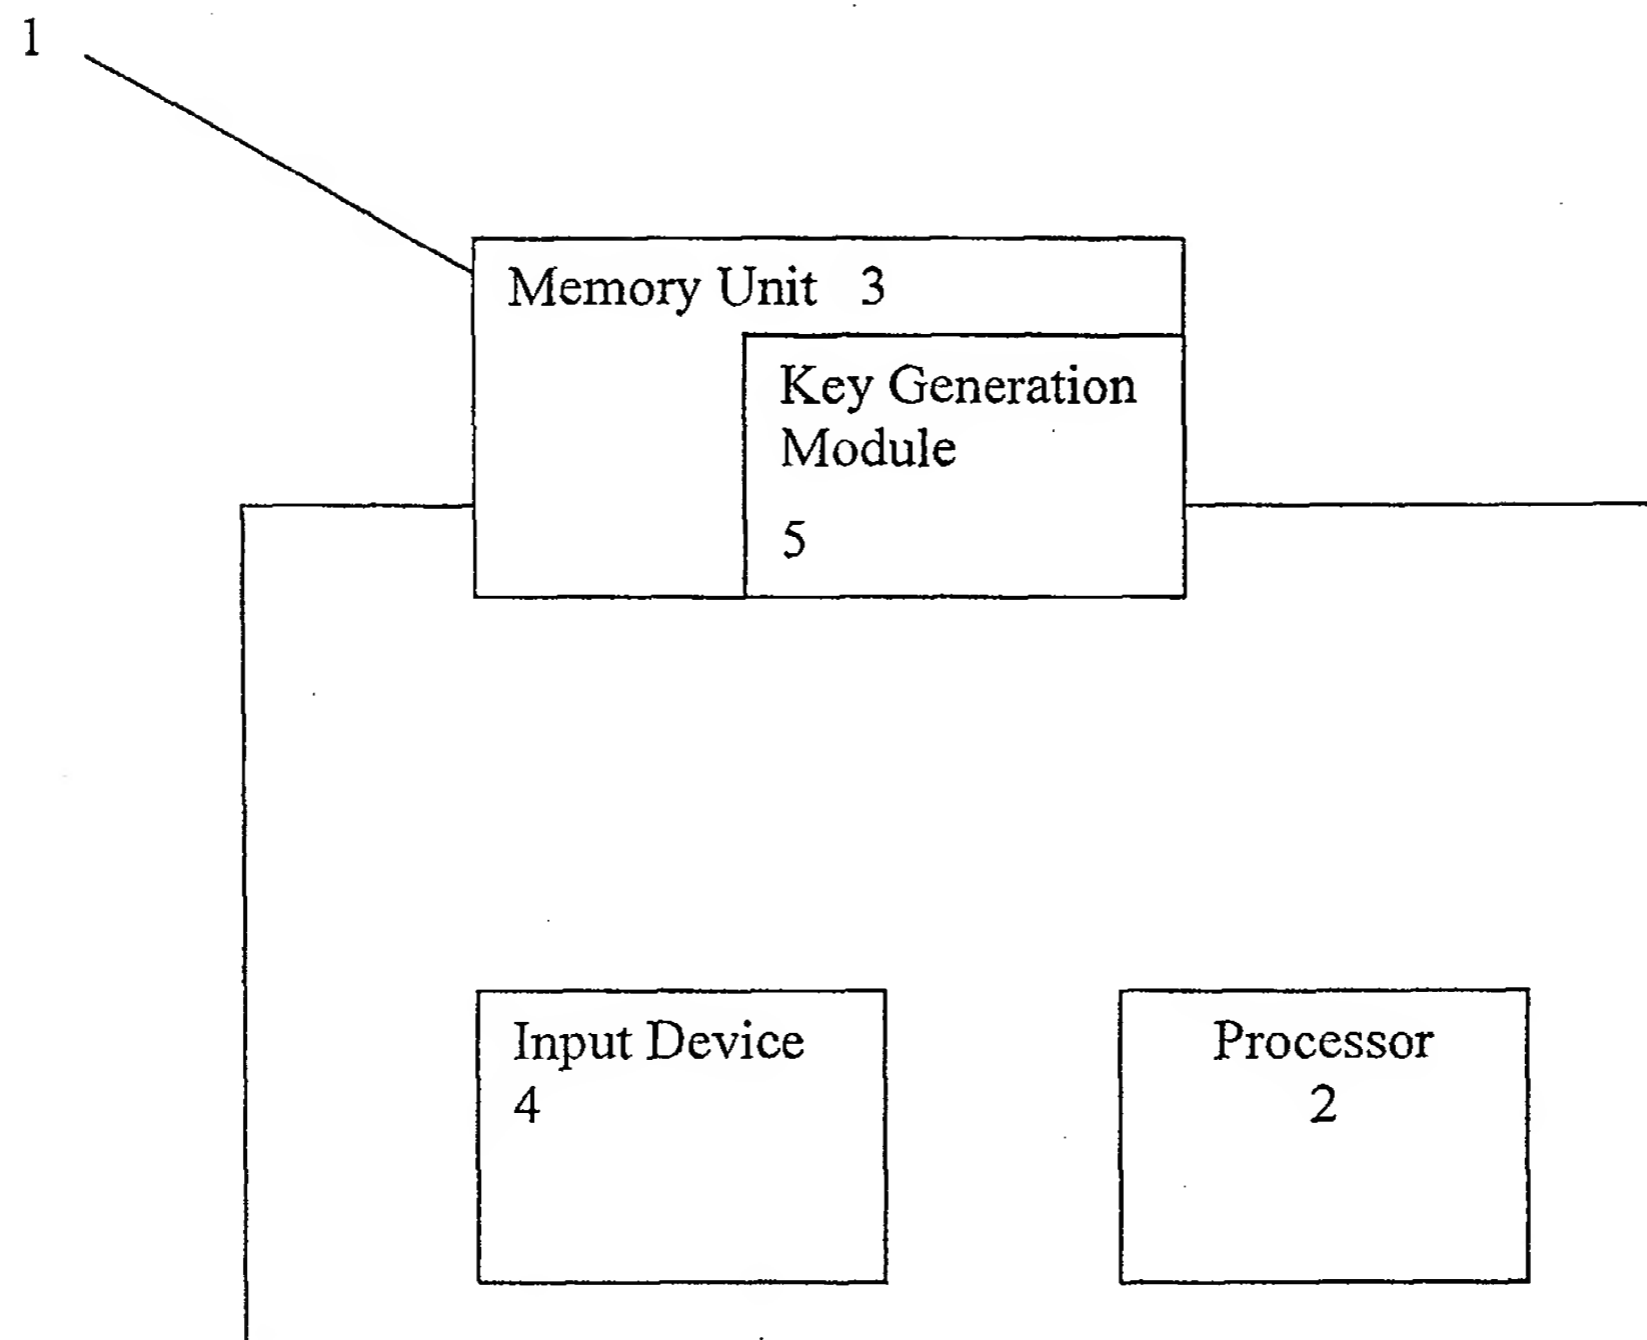 1
Memory Unit 3
Key Generation
Module
5
Input Device
4
Processor
2